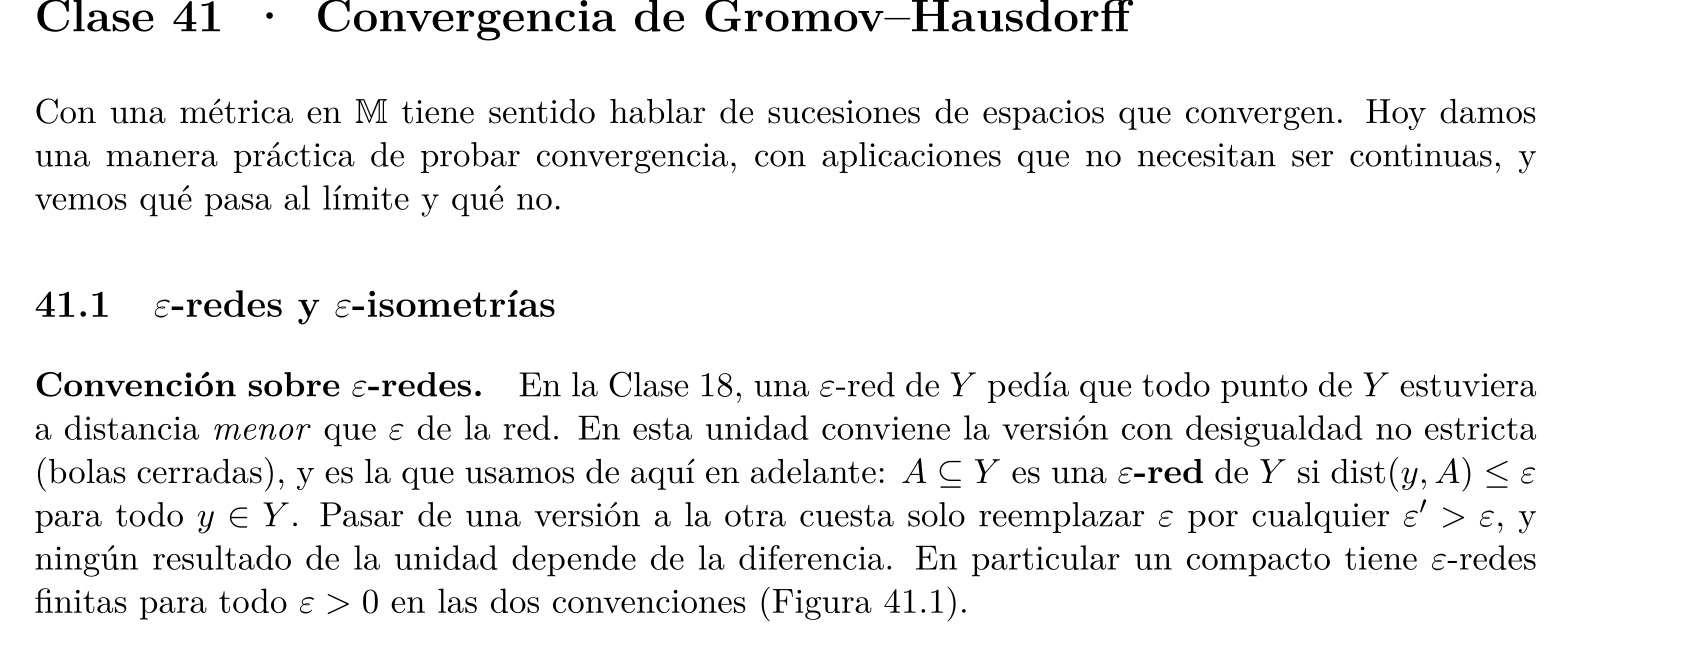 Clase 41 · Convergencia de Gromov–Hausdorff
Con una métrica en 𝕄 tiene sentido hablar de sucesiones de espacios que convergen. Hoy damos
una manera práctica de probar convergencia, con aplicaciones que no necesitan ser continuas, y
vemos qué pasa al límite y qué no.
41.1 ε-redes y ε-isometrías
Convención sobre ε-redes. En la Clase 18, una ε-red de Y pedía que todo punto de Y estuviera
a distancia menor que ε de la red. En esta unidad conviene la versión con desigualdad no estricta
(bolas cerradas), y es la que usamos de aquí en adelante: A ⊆ Y es una ε-red de Y si dist(y, A) ≤ ε
para todo y ∈ Y. Pasar de una versión a la otra cuesta solo reemplazar ε por cualquier ε′ > ε, y
ningún resultado de la unidad depende de la diferencia. En particular un compacto tiene ε-redes
finitas para todo ε > 0 en las dos convenciones (Figura 41.1).